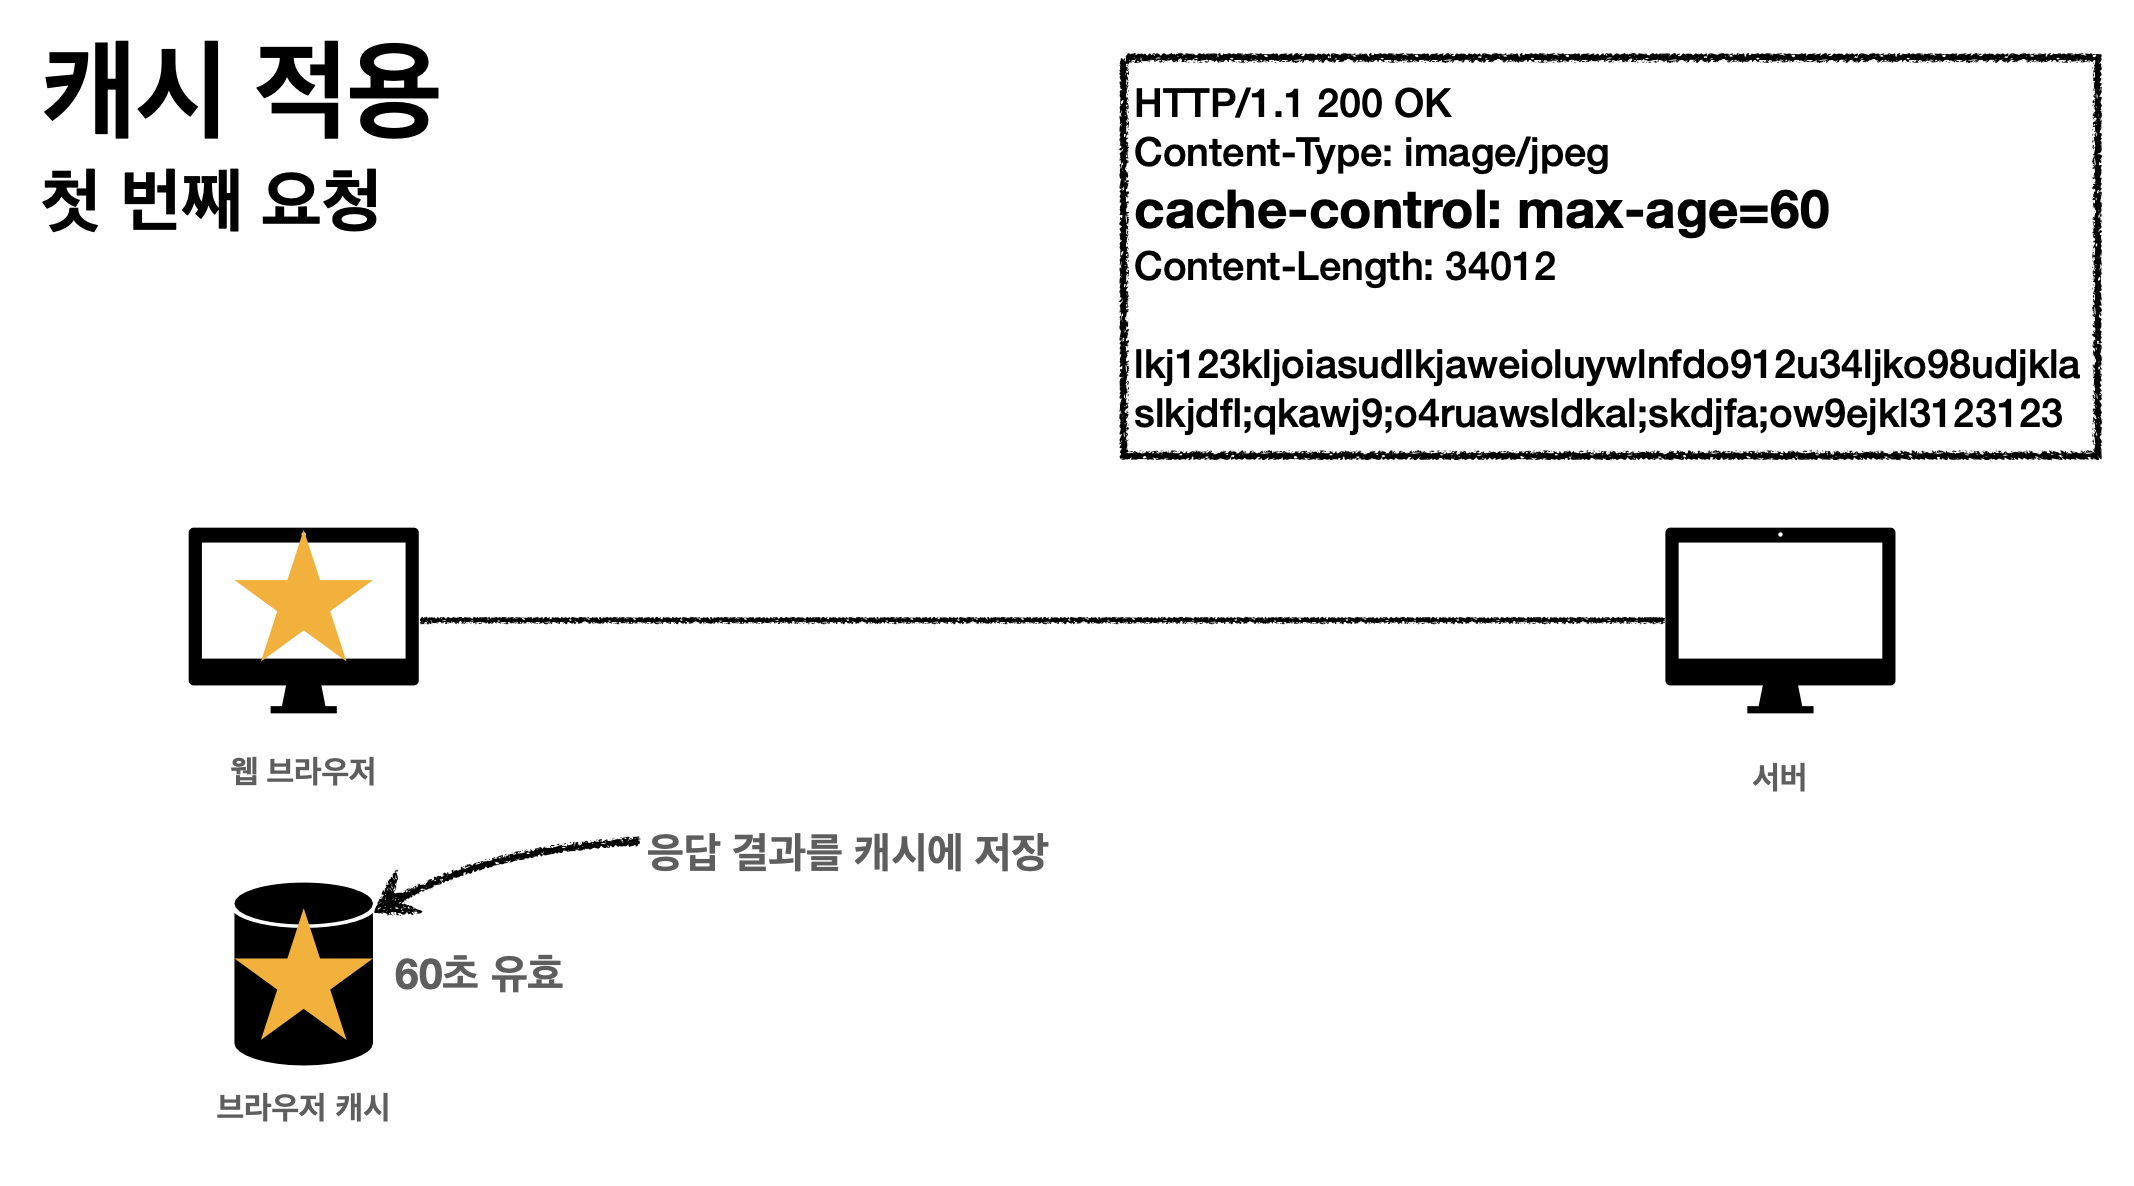 캐시 적용
첫 번째 요청
HTTP/1.1 200 OK
Content-Type: image/jpeg
cache-control: max-age=60
Content-Length: 34012
lkj123kljoiasudlkjaweioluywlnfdo912u34ljko98udjkla
slkjdfl;qkawj9;o4ruawsldkal;skdjfa;ow9ejkl3123123
웹 브라우저
서버
응답 결과를 캐시에 저장
60초 유효
브라우저 캐시